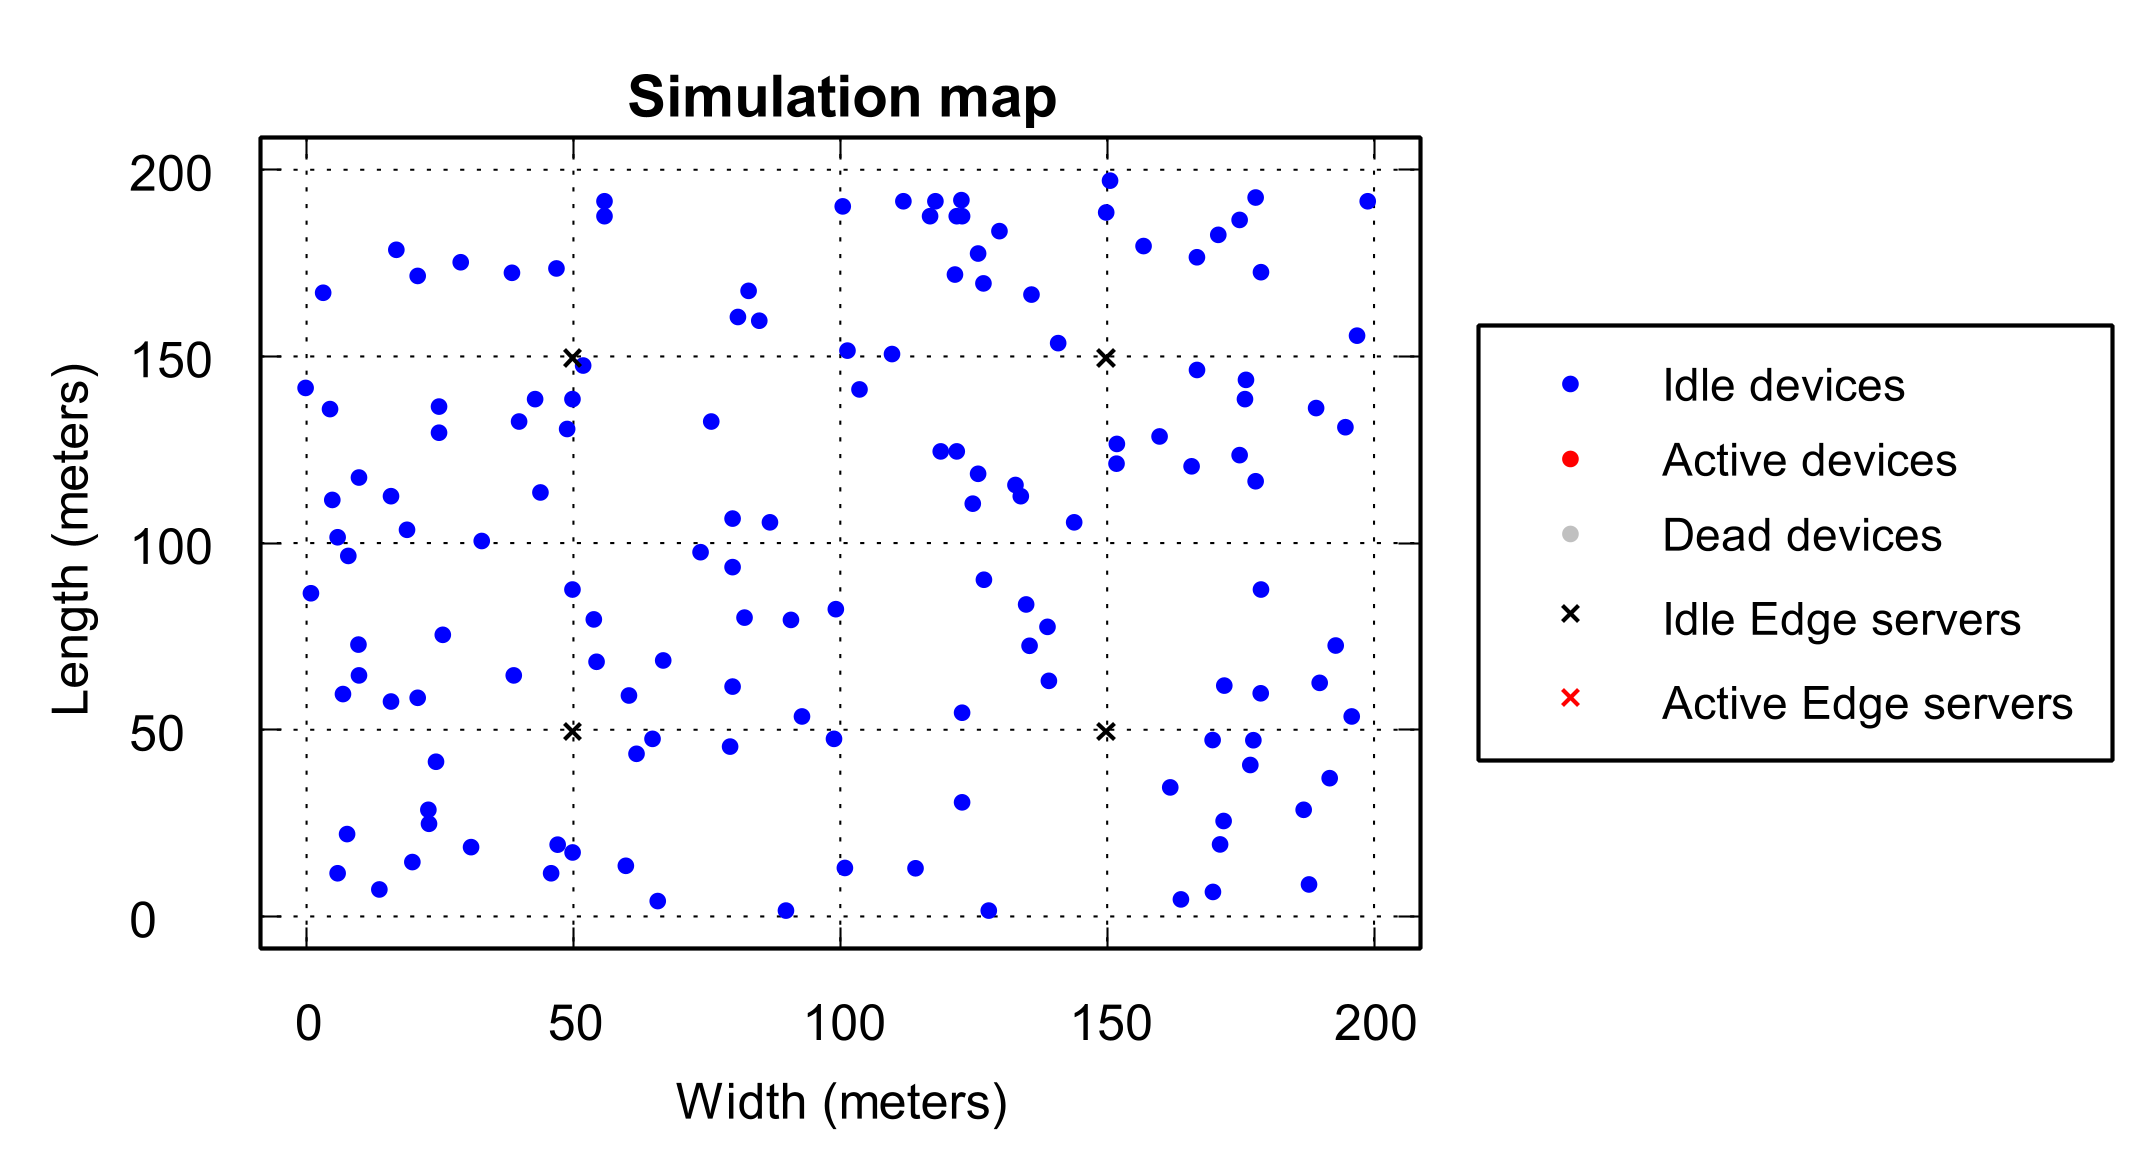 Simulation map
200
150
100
50
0
0 50 100 150 200
Length (meters)
Width (meters)
Idle devices
Active devices
Dead devices
Idle Edge servers
Active Edge servers